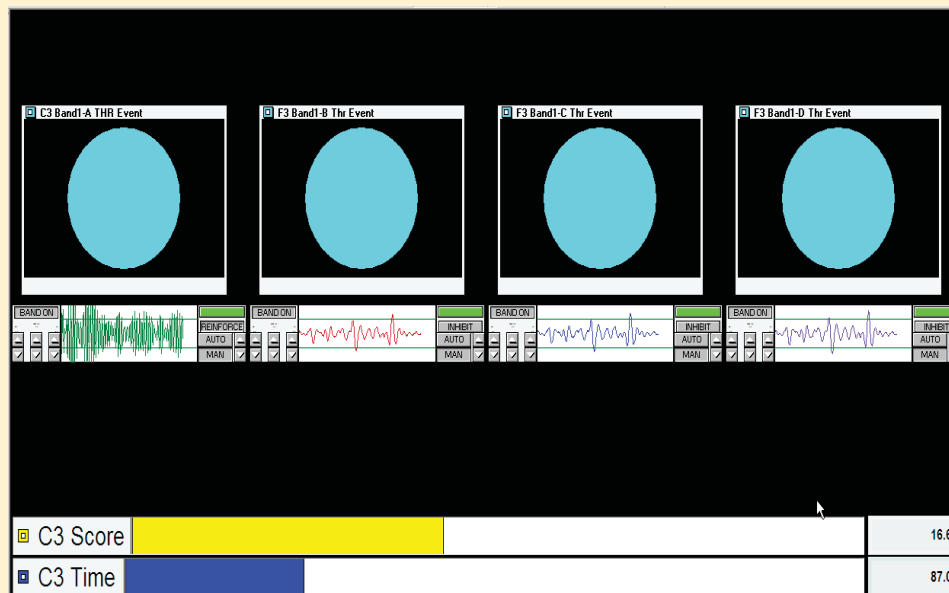 C3 Band1-A THR Event
F3 Band1-B Thr Event
F3 Band1-C Thr Event
F3 Band1-D Thr Event
BAND ON
REINFORCE
AUTO
MAN
BAND ON
INHIBIT
AUTO
MAN
BAND ON
INHIBIT
AUTO
MAN
BAND ON
INHIBIT
AUTO
MAN
C3 Score
16.6
C3 Time
87.0